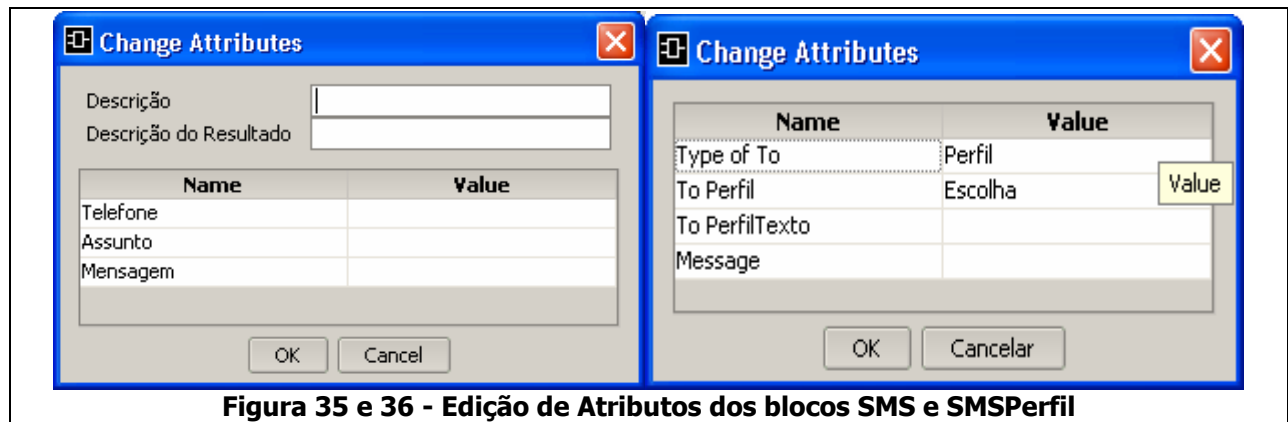 Change Attributes
Descrição
Descrição do Resultado
Name Value
Telefone
Assunto
Mensagem
OK Cancel
Change Attributes
Name Value
Type of To Perfil
To Perfil Escolha
Value
To PerfilTexto
Message
OK Cancelar
Figura 35 e 36 - Edição de Atributos dos blocos SMS e SMSPerfil